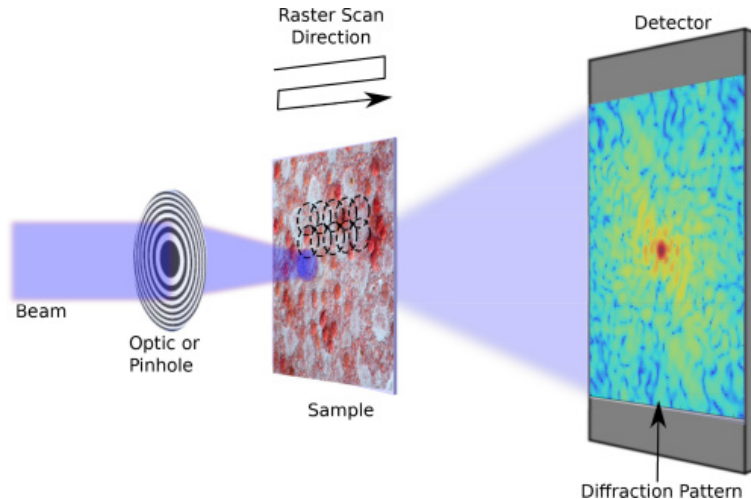 Raster Scan
Direction
Detector
Beam
Optic or
Pinhole
Sample
Diffraction Pattern